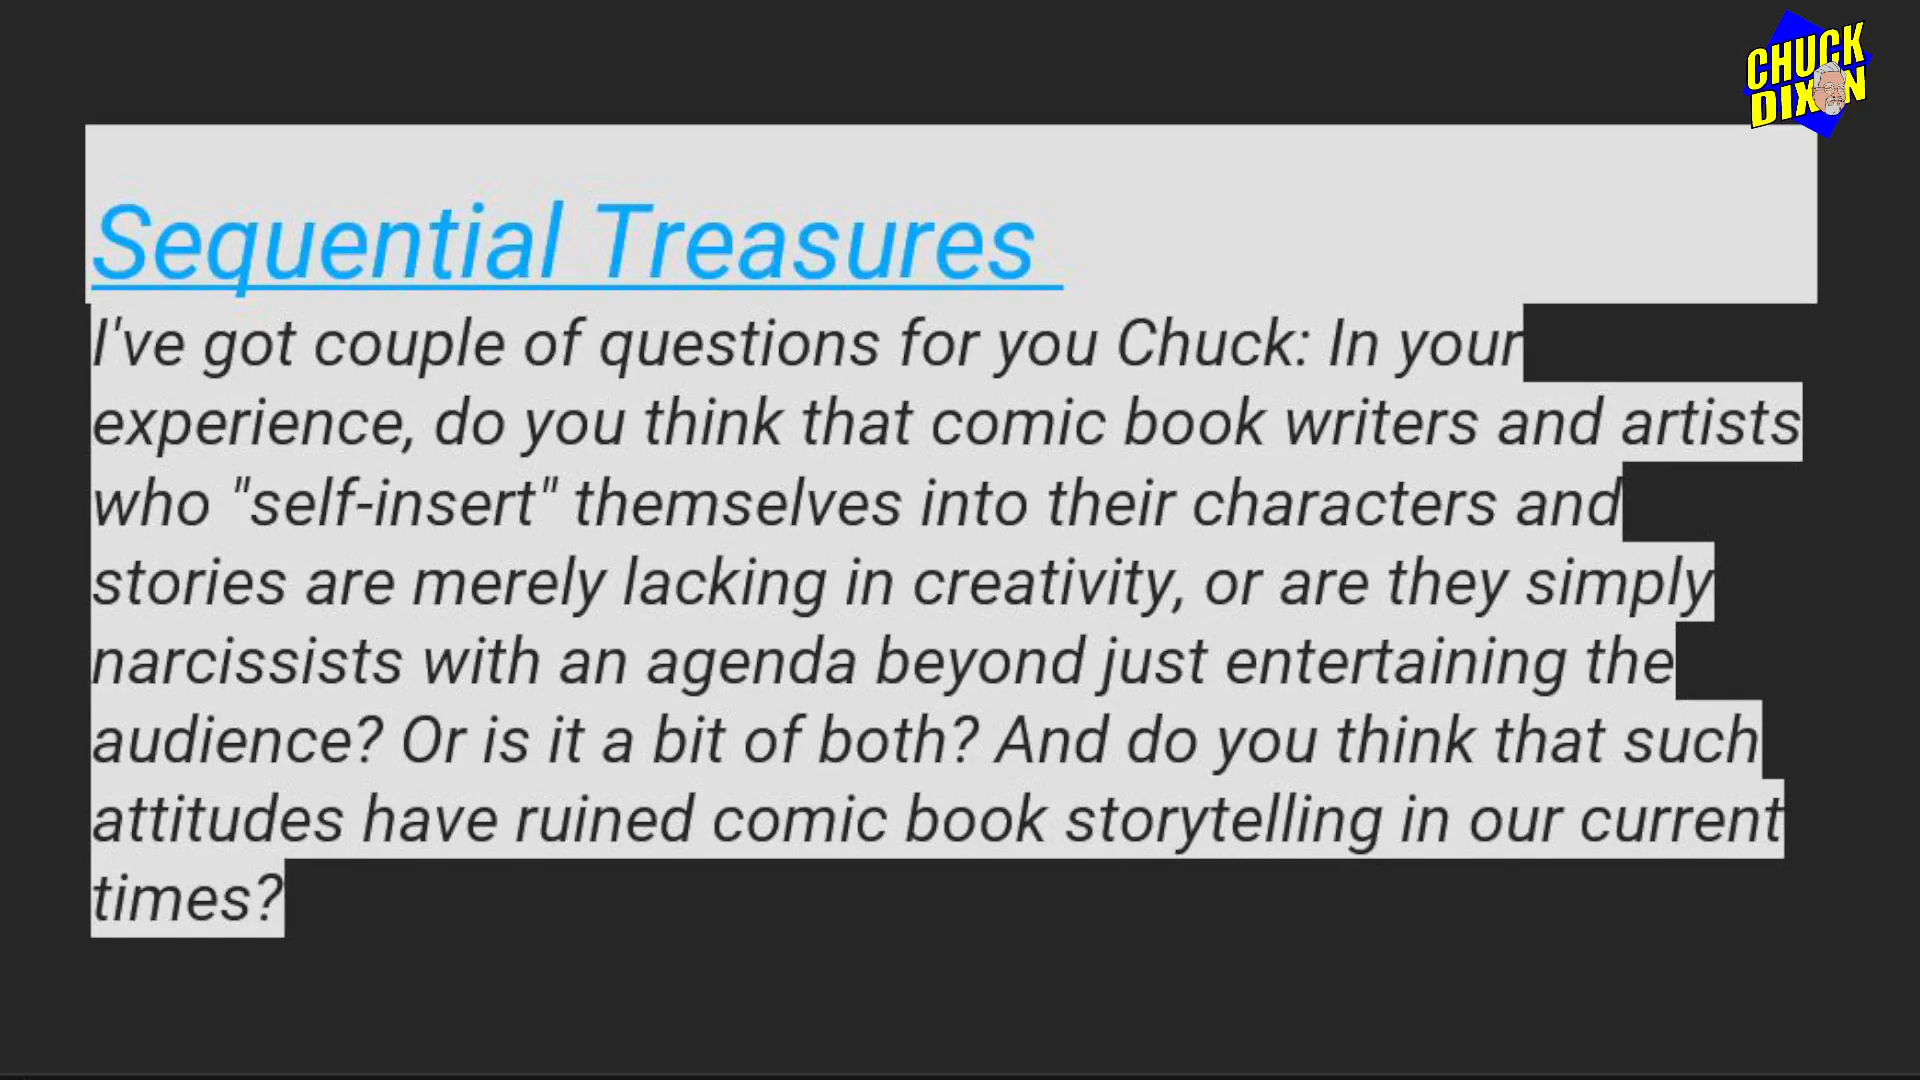 CHUCK
DIXON
Sequential Treasures
I've got couple of questions for you Chuck: In your
experience, do you think that comic book writers and artists
who "self-insert" themselves into their characters and
stories are merely lacking in creativity, or are they simply
narcissists with an agenda beyond just entertaining the
audience? Or is it a bit of both? And do you think that such
attitudes have ruined comic book storytelling in our current
times?